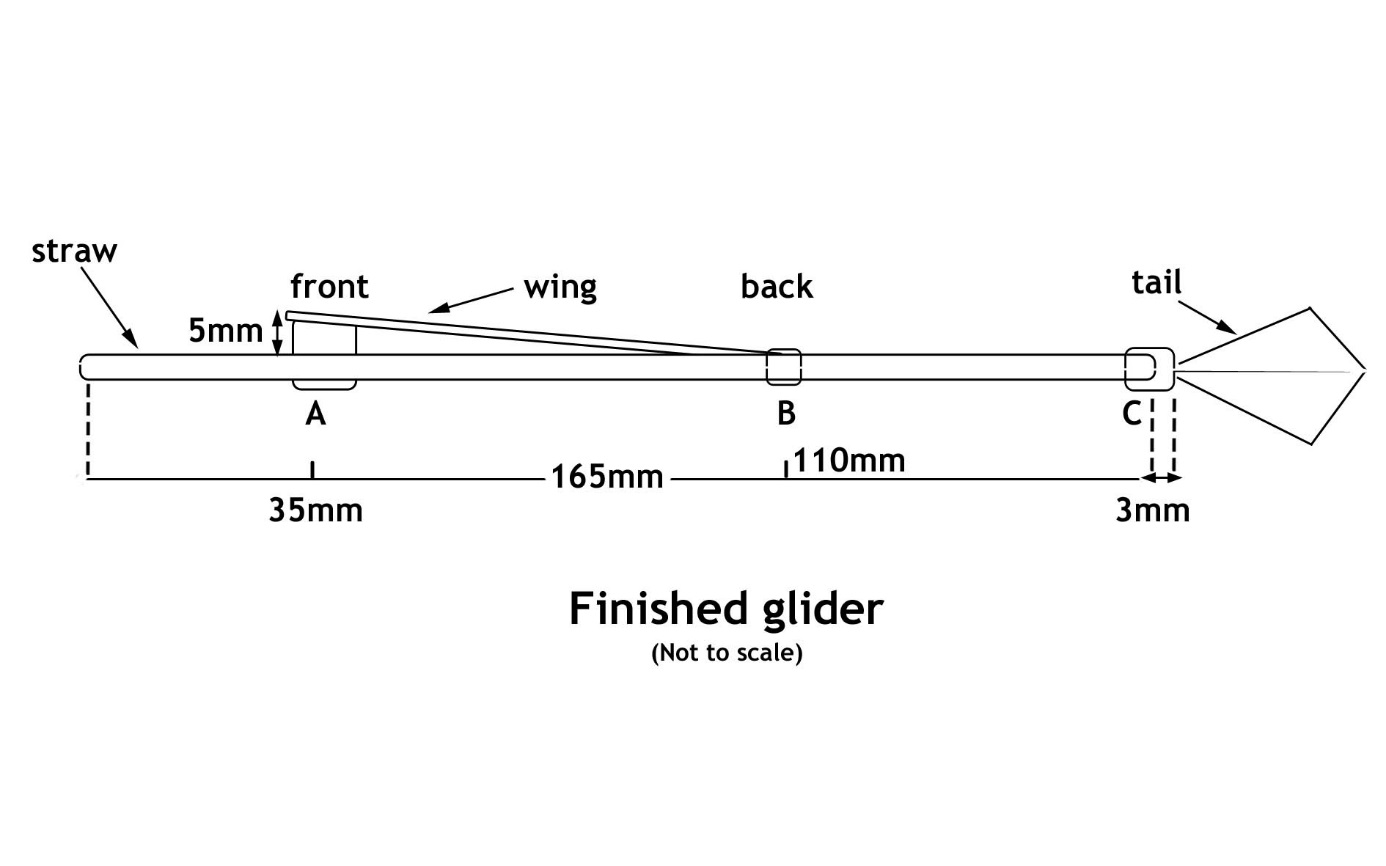 straw
front
wing
back
tail
5mm
A
B
C
110mm
165mm
35mm
3mm
Finished glider
(Not to scale)